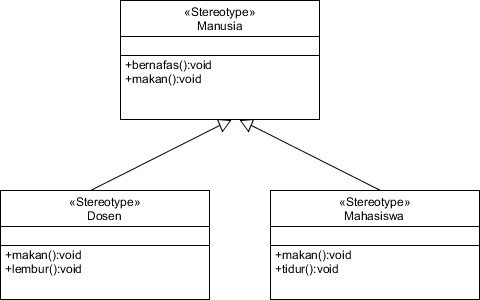 «Stereotype»
Manusia
+bernafas():void
+makan():void
«Stereotype»
Dosen
+makan():void
+lembur():void
«Stereotype»
Mahasiswa
+makan():void
+tidur():void